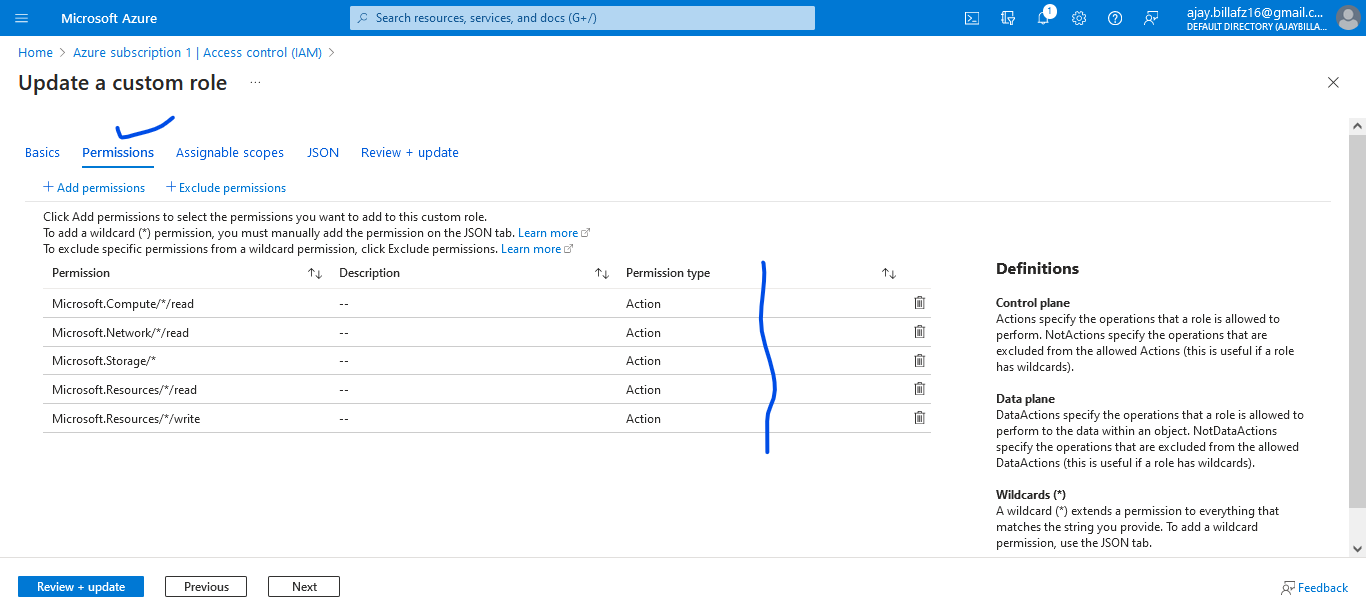 Microsoft Azure
Search resources, services, and docs (G+/)
1
ajay.billafz16@gmail.c...
DEFAULT DIRECTORY (AJAYBILLA...
Home > Azure subscription 1 | Access control (IAM) >
Update a custom role ...
Basics Permissions Assignable scopes JSON Review + update
+ Add permissions + Exclude permissions
Click Add permissions to select the permissions you want to add to this custom role.
To add a wildcard (*) permission, you must manually add the permission on the JSON tab. Learn more
To exclude specific permissions from a wildcard permission, click Exclude permissions. Learn more
Permission Description Permission type
Microsoft.Compute/*/read -- Action
Microsoft.Network/*/read -- Action
Microsoft.Storage/* -- Action
Microsoft.Resources/*/read -- Action
Microsoft.Resources/*/write -- Action
Definitions
Control plane
Actions specify the operations that a role is allowed to
perform. NotActions specify the operations that are
excluded from the allowed Actions (this is useful if a role
has wildcards).
Data plane
DataActions specify the operations that a role is allowed to
perform to the data within an object. NotDataActions
specify the operations that are excluded from the allowed
DataActions (this is useful if a role has wildcards).
Wildcards (*)
A wildcard (*) extends a permission to everything that
matches the string you provide. To add a wildcard
permission, use the JSON tab.
Review + update Previous Next
Feedback